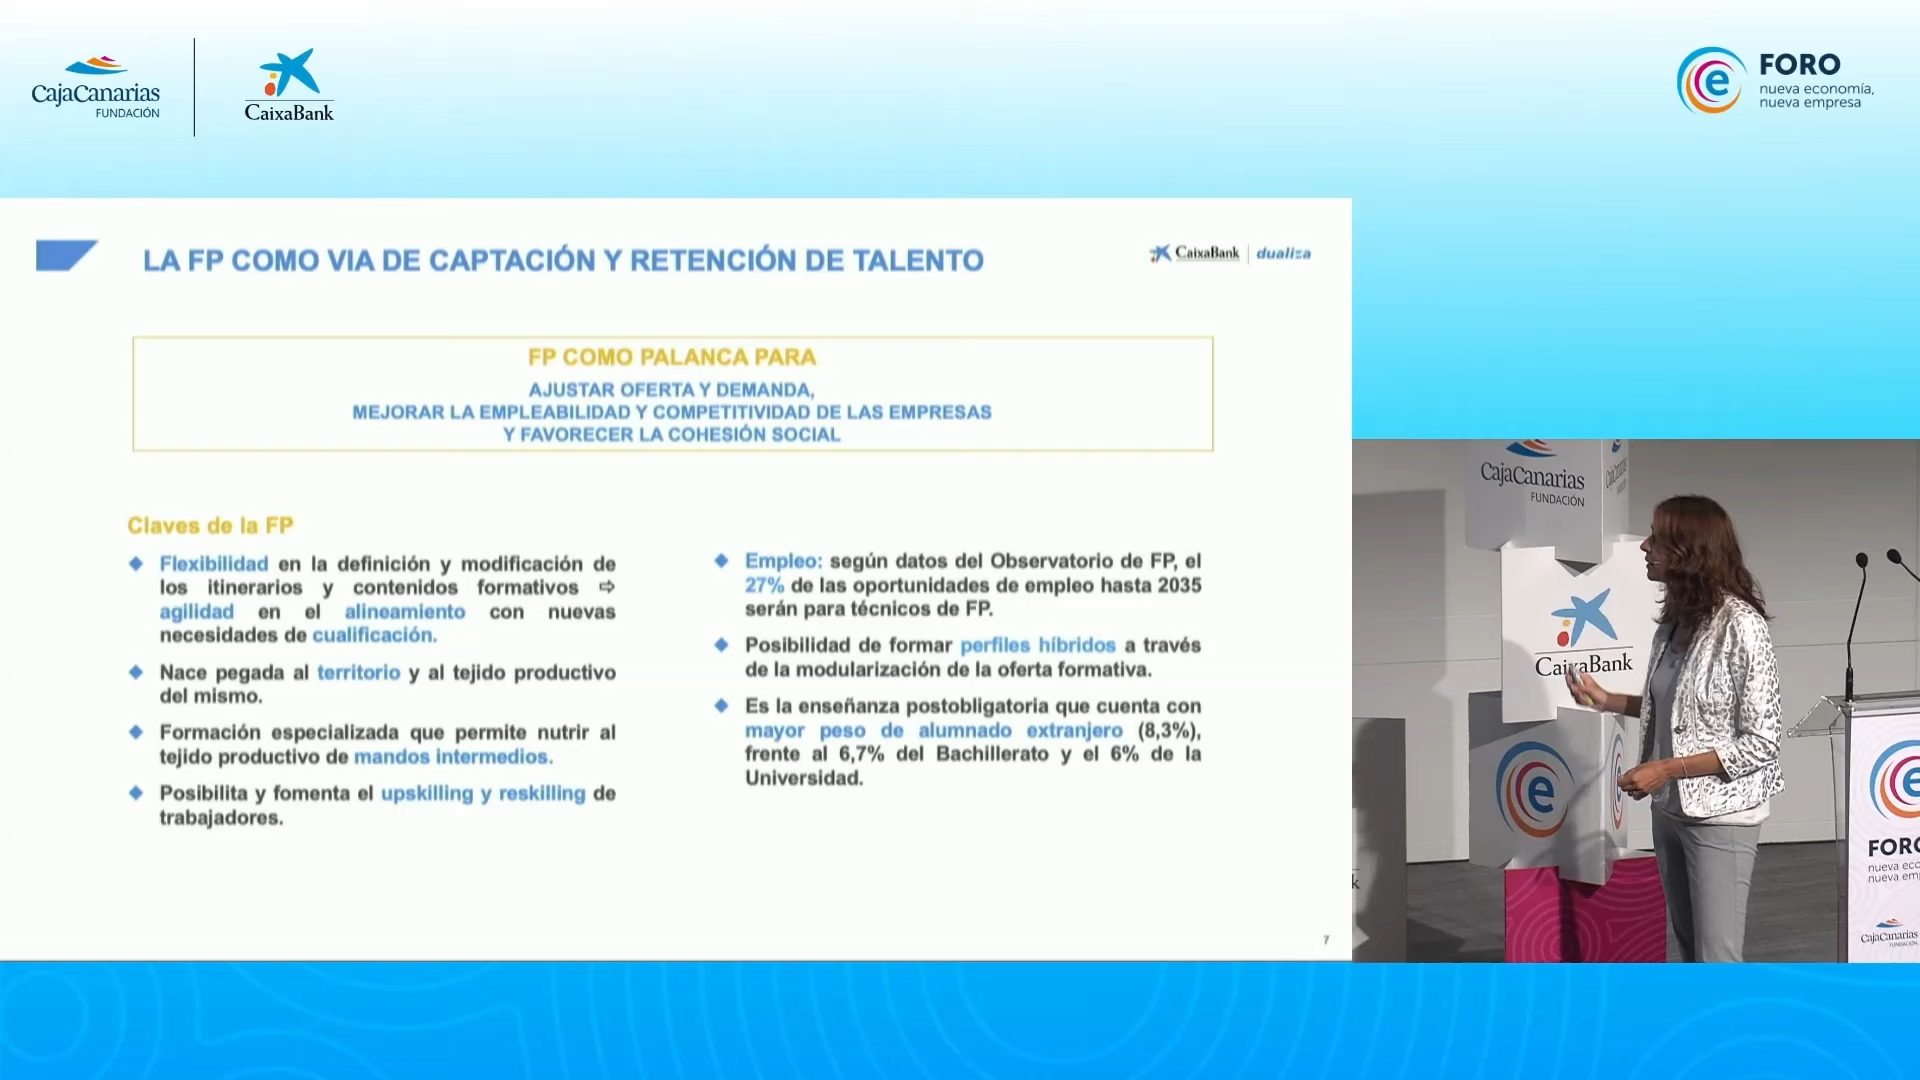 CajaCanarias
FUNDACIÓN
CaixaBank
e
FORO
nueva economía,
nueva empresa
LA FP COMO VIA DE CAPTACIÓN Y RETENCIÓN DE TALENTO
CaixaBank
dualiza
FP COMO PALANCA PARA
AJUSTAR OFERTA Y DEMANDA,
MEJORAR LA EMPLEABILIDAD Y COMPETITIVIDAD DE LAS EMPRESAS
Y FAVORECER LA COHESIÓN SOCIAL
Claves de la FP
Flexibilidad en la definición y modificación de
los itinerarios y contenidos formativos ⇨
agilidad en el alineamiento con nuevas
necesidades de cualificación.
Nace pegada al territorio y al tejido productivo
del mismo.
Formación especializada que permite nutrir al
tejido productivo de mandos intermedios.
Posibilita y fomenta el upskilling y reskilling de
trabajadores.
Empleo: según datos del Observatorio de FP, el
27% de las oportunidades de empleo hasta 2035
serán para técnicos de FP.
Posibilidad de formar perfiles híbridos a través
de la modularización de la oferta formativa.
Es la enseñanza postobligatoria que cuenta con
mayor peso de alumnado extranjero (8,3%),
frente al 6,7% del Bachillerato y el 6% de la
Universidad.
7
CajaCanarias
FUNDACIÓN
CaixaBank
e
k
e
FORO
nueva eco
nueva em
CajaCanarias
FUNDACIÓN